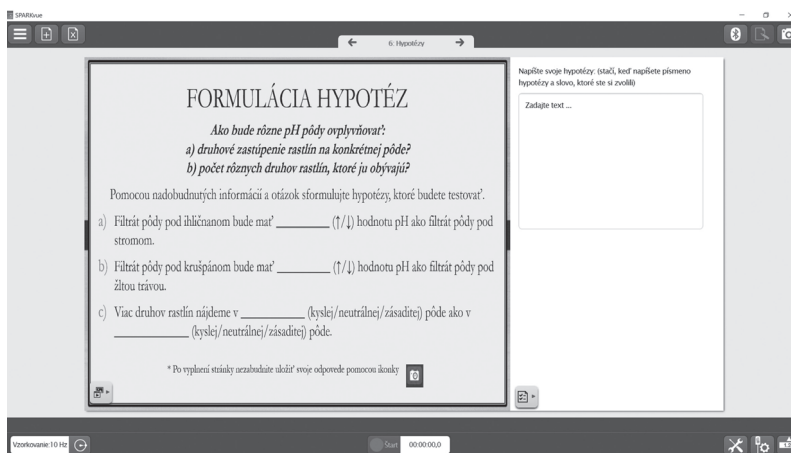 SPARKvue
6: Hypotézy
FORMULÁCIA HYPOTÉZ
Ako bude rôzne pH pôdy ovplyvňovať:
a) druhové zastúpenie rastlín na konkrétnej pôde?
b) počet rôznych druhov rastlín, ktoré ju obývajú?
Pomocou nadobudnutých informácií a otázok sformulujte hypotézy, ktoré budete testovať.
a) Filtrát pôdy pod ihličnanom bude mať __________ (↑/↓) hodnotu pH ako filtrát pôdy pod
stromom.
b) Filtrát pôdy pod krušpánom bude mať __________ (↑/↓) hodnotu pH ako filtrát pôdy pod
žltou trávou.
c) Viac druhov rastlín nájdeme v ____________ (kyslej/neutrálnej/zásaditej) pôde ako v
______________ (kyslej/neutrálnej/zásaditej) pôde.
* Po vyplnení stránky nezabudnite uložiť svoje odpovede pomocou ikonky
Napíšte svoje hypotézy: (stačí, keď napíšete písmeno
hypotézy a slovo, ktoré ste si zvolili)
Zadajte text ...
Vzorkovanie:10 Hz
Štart
00:00:00,0